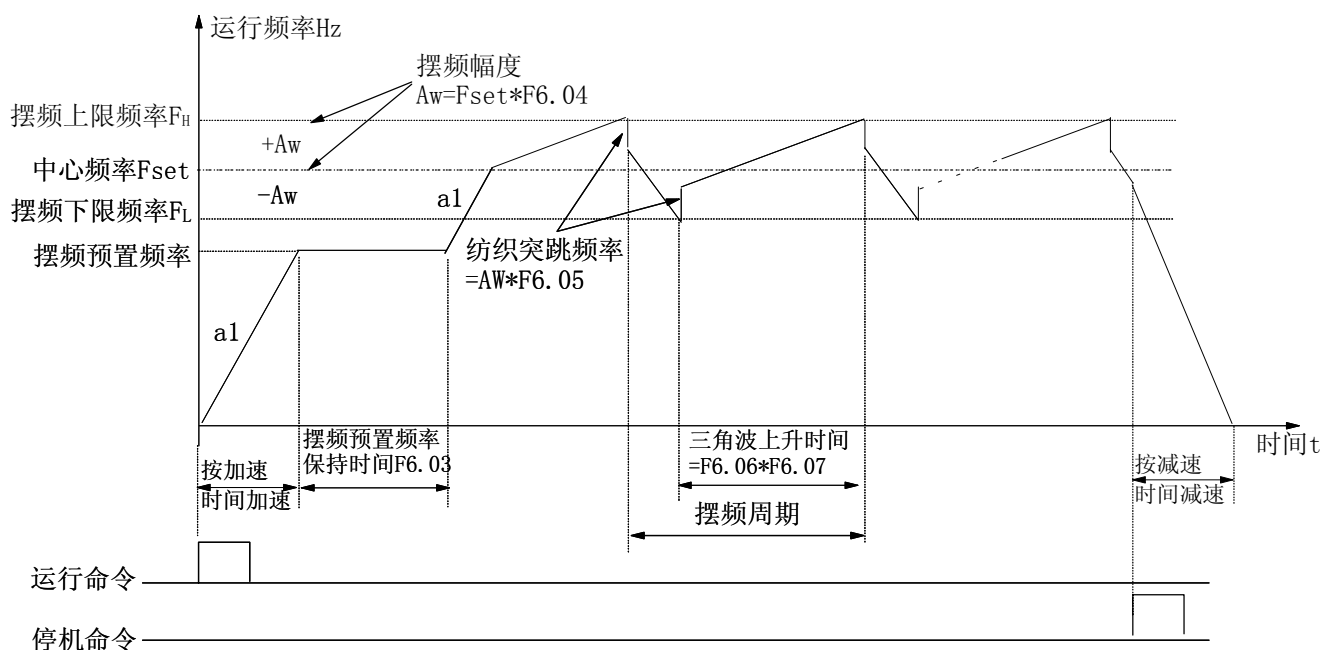 运行频率Hz
摆频幅度
Aw=Fset*F6.04
摆频上限频率FH
+Aw
中心频率Fset
-Aw
a1
摆频下限频率FL
纺织突跳频率
=AW*F6.05
摆频预置频率
a1
摆频预置频率
保持时间F6.03
三角波上升时间
=F6.06*F6.07
时间t
按加速
时间加速
按减速
时间减速
摆频周期
运行命令
停机命令